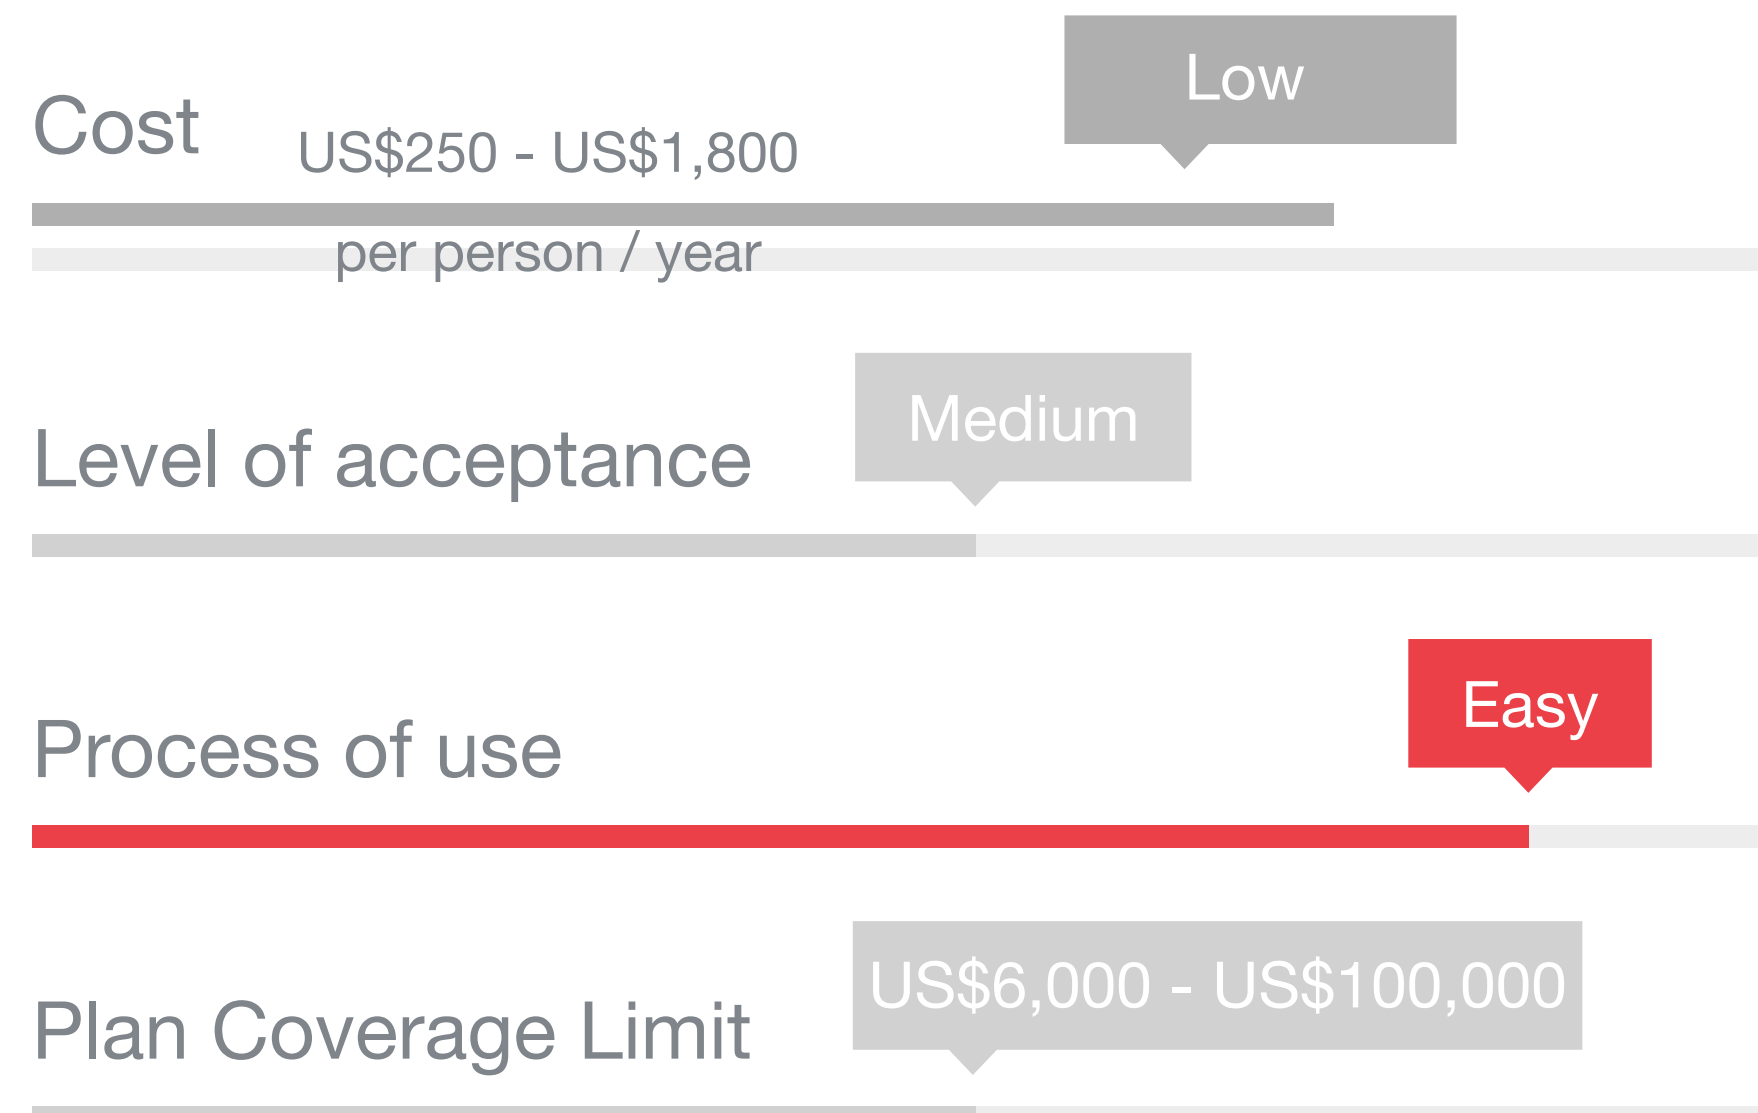 Low
Cost
US$250 - US$1,800
per person / year
Medium
Level of acceptance
Easy
Process of use
US$6,000 - US$100,000
Plan Coverage Limit